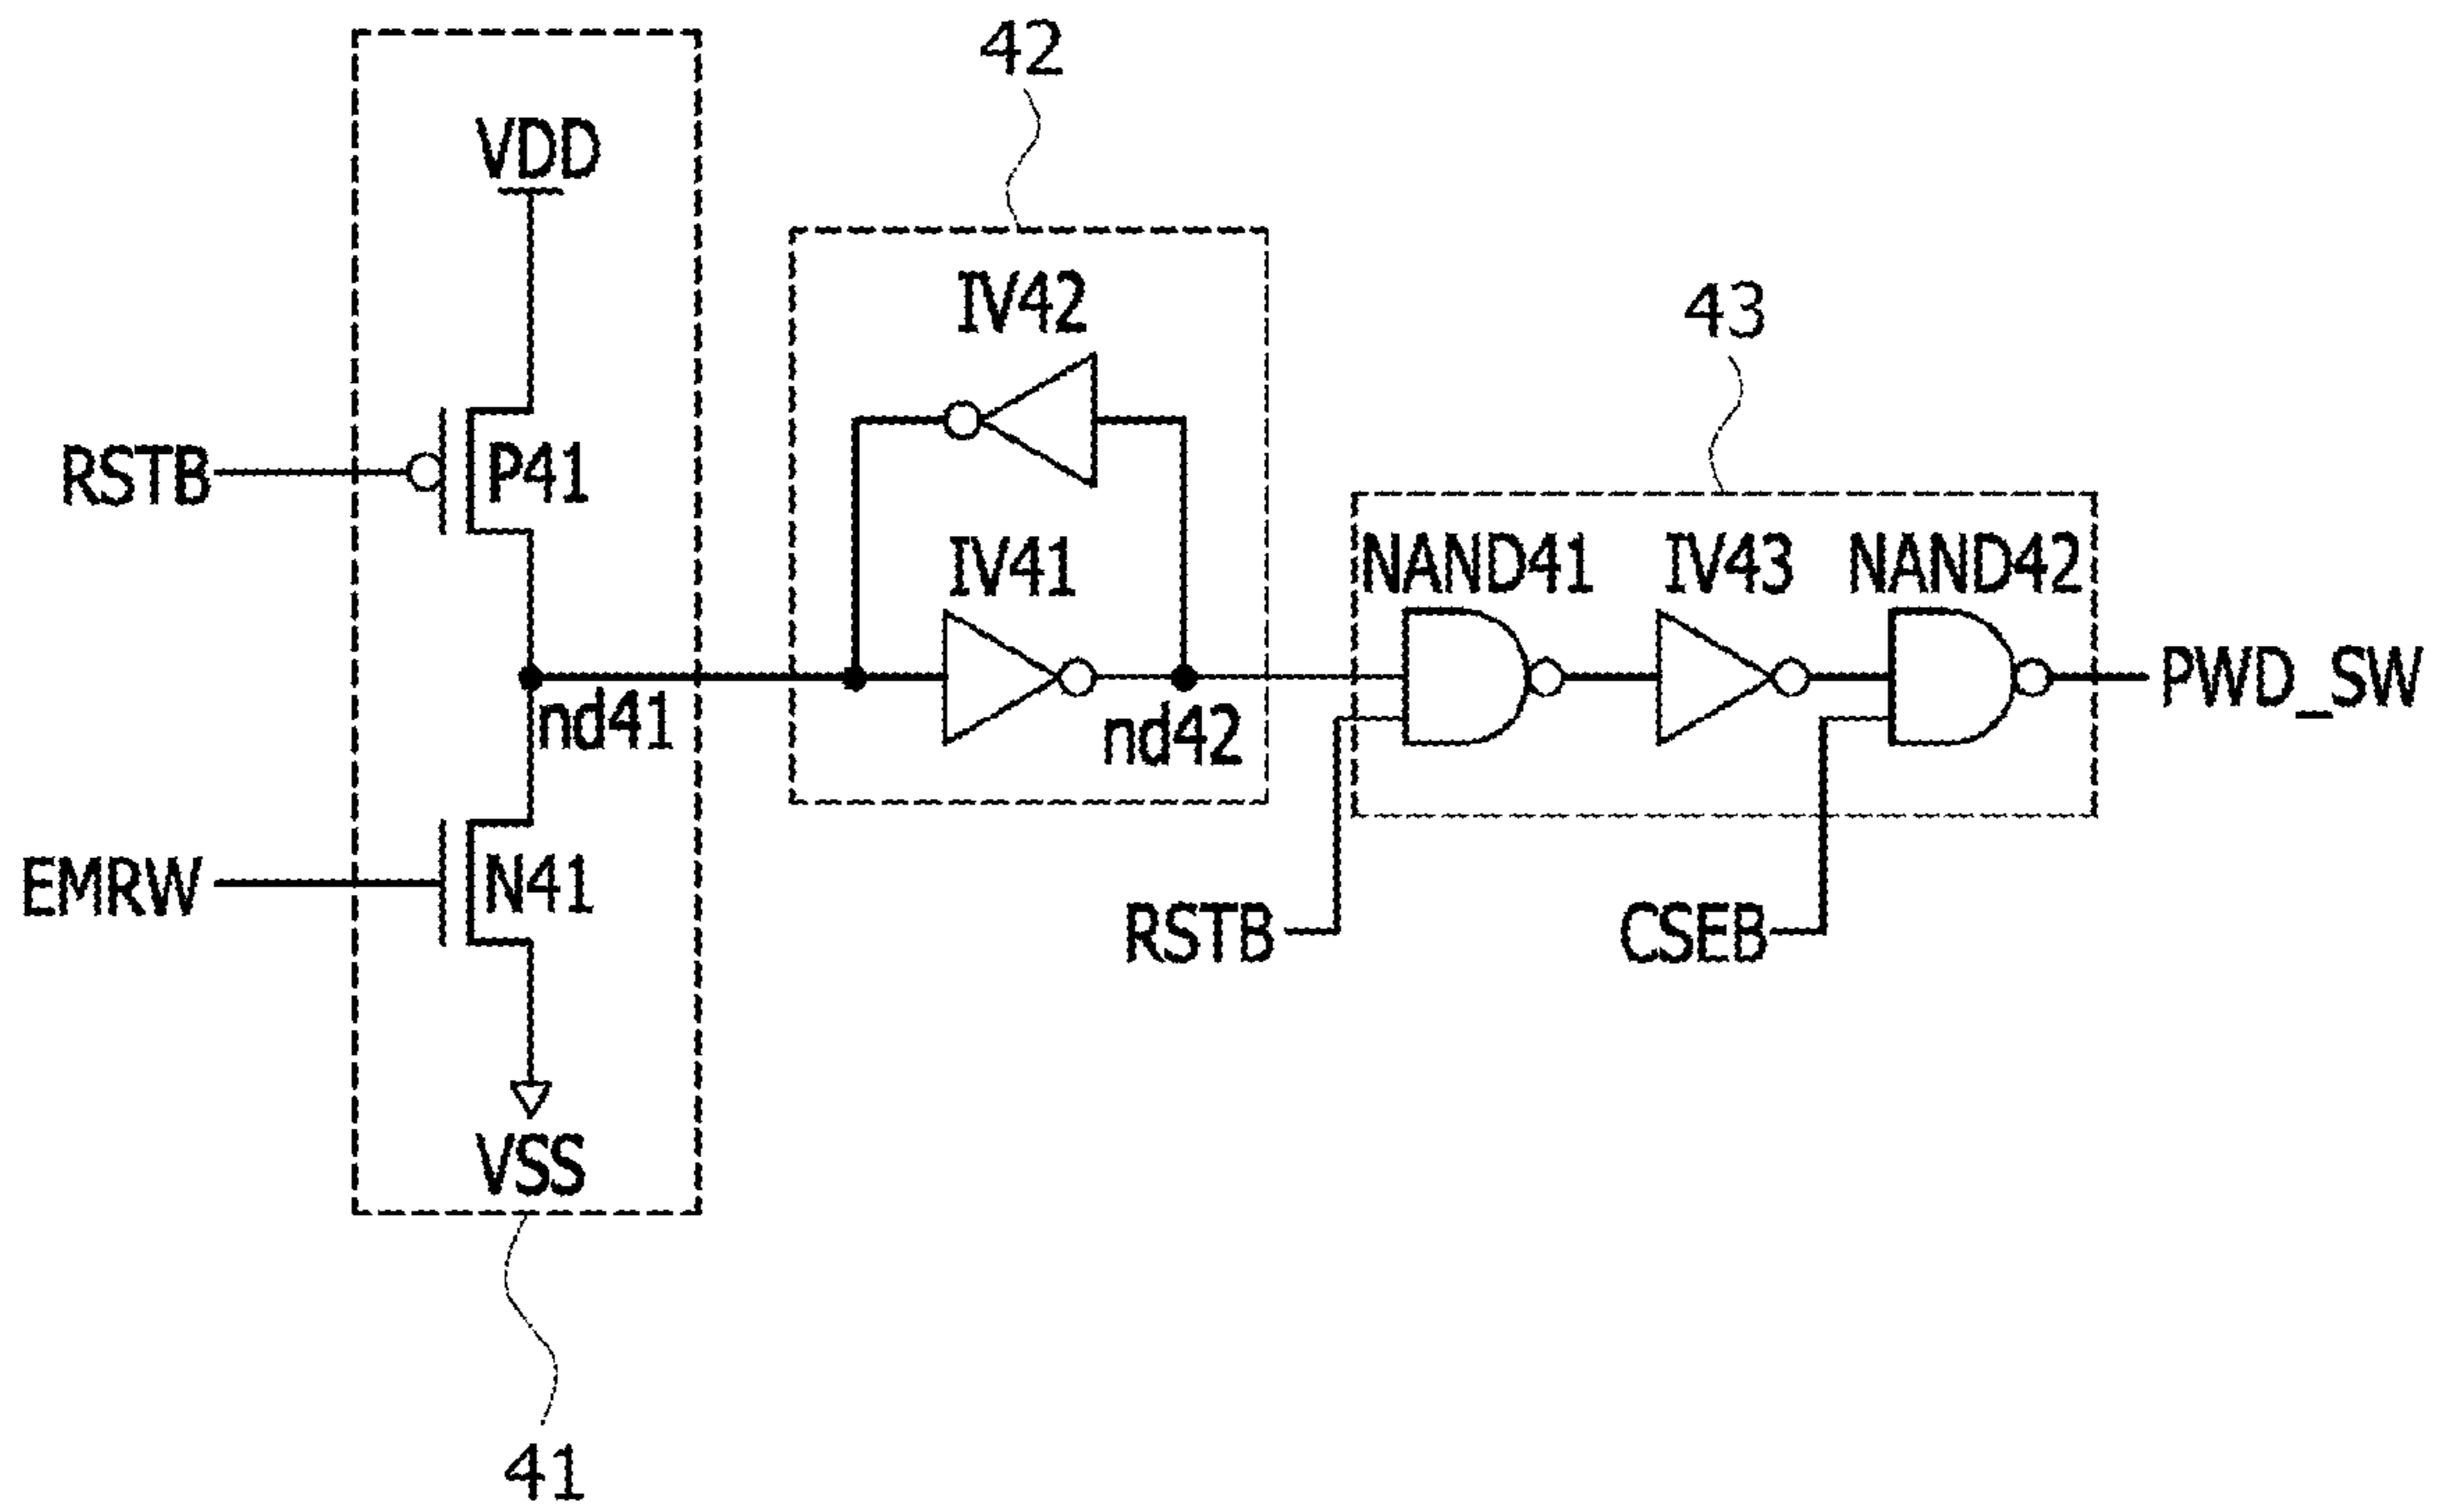 42
VDD
IV42
43
RSTB
P41
IV41
NAND41 IV43 NAND42
PWD_SW
nd41
nd42
EMRW
N41
RSTB
CSEB
VSS
41